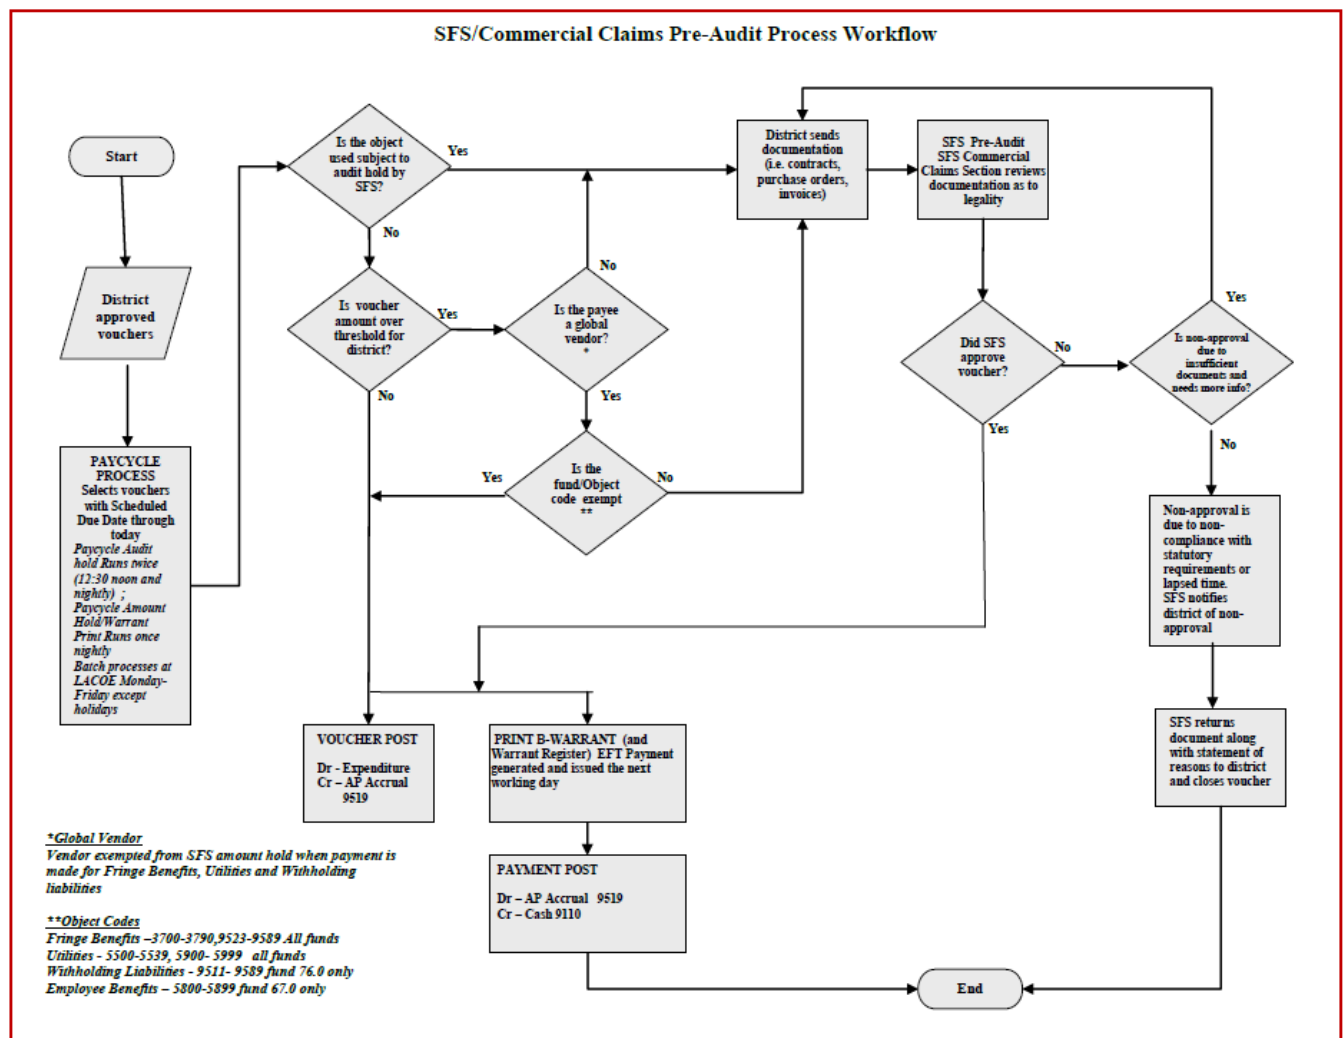 SFS/Commercial Claims Pre-Audit Process Workflow
Start
District
approved
vouchers
PAYCYCLE
PROCESS
Selects vouchers
with Scheduled
Due Date through
today
Paycycle Audit
hold Runs twice
(12:30 noon and
nightly) ;
Paycycle Amount
Hold/Warrant
Print Runs once
nightly
Batch processes at
LACOE Monday-
Friday except
holidays
Is the object
used subject to
audit hold by
SFS?
Yes
No
Is voucher
amount over
threshold for
district?
Yes
No
Is the payee
a global
vendor?
*
No
Yes
Is the
fund/Object
code exempt
**
Yes
No
District sends
documentation
(i.e. contracts,
purchase orders,
invoices)
SFS Pre-Audit
SFS Commercial
Claims Section reviews
documentation as to
legality
Did SFS
approve
voucher?
No
Yes
Is non-approval
due to
insufficient
documents and
needs more info?
Yes
No
Non-approval is
due to non-
compliance with
statutory
requirements or
lapsed time.
SFS notifies
district of non-
approval
SFS returns
document along
with statement of
reasons to district
and closes voucher
VOUCHER POST
Dr - Expenditure
Cr – AP Accrual
9519
PRINT B-WARRANT (and
Warrant Register) EFT Payment
generated and issued the next
working day
PAYMENT POST
Dr – AP Accrual 9519
Cr – Cash 9110
End
*Global Vendor
Vendor exempted from SFS amount hold when payment is
made for Fringe Benefits, Utilities and Withholding
liabilities
**Object Codes
Fringe Benefits –3700-3790,9523-9589 All funds
Utilities - 5500-5539, 5900- 5999 all funds
Withholding Liabilities - 9511- 9589 fund 76.0 only
Employee Benefits – 5800-5899 fund 67.0 only